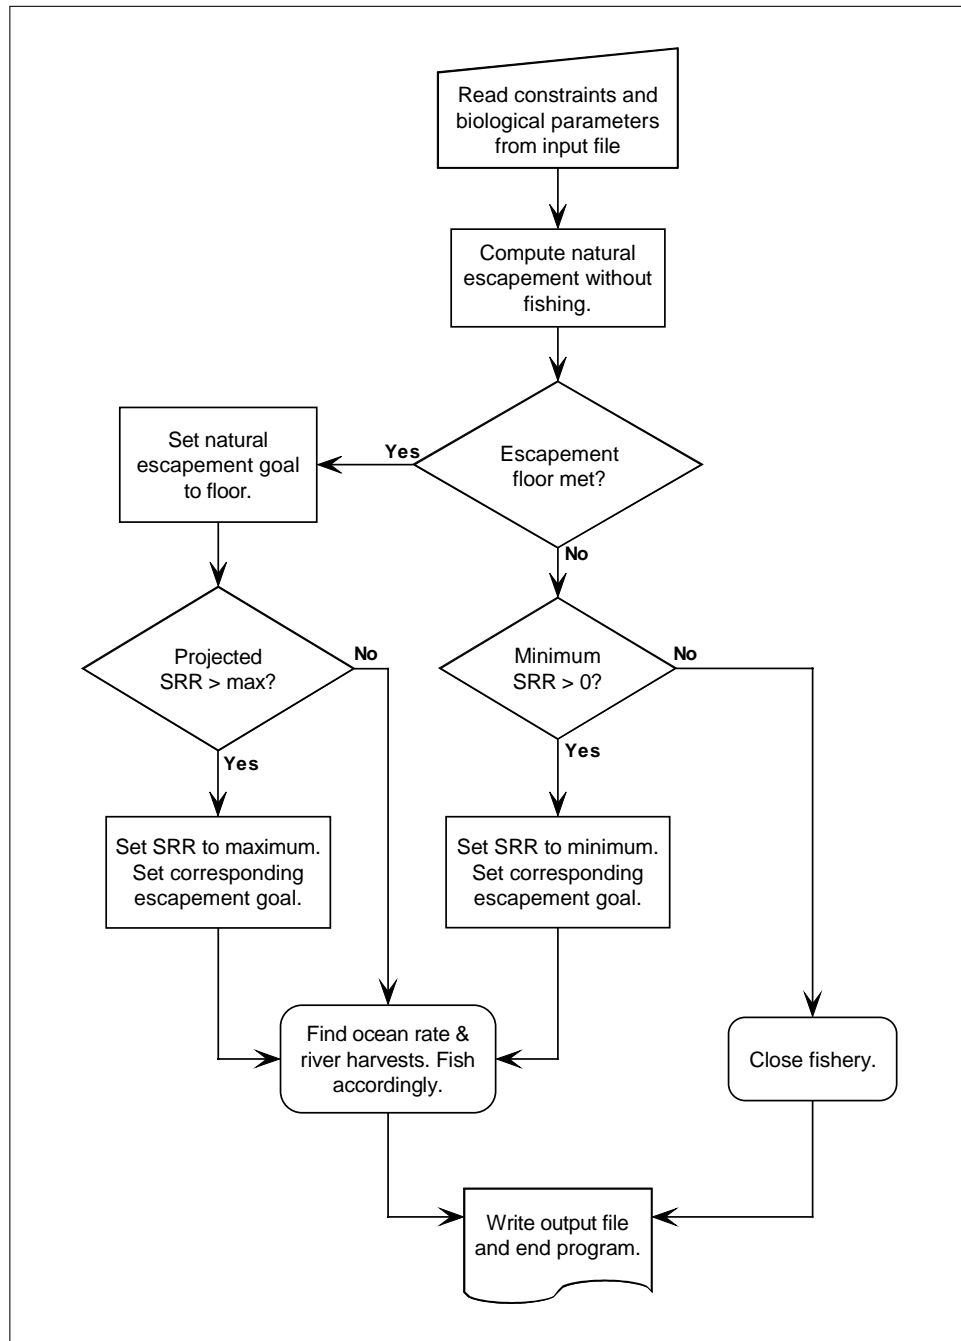 Read constraints and
biological parameters
from input file
Compute natural
escapement without
fishing.
Escapement
floor met?
Yes
Set natural
escapement goal
to floor.
No
Projected
SRR > max?
No
Minimum
SRR > 0?
No
Yes
Yes
Set SRR to maximum.
Set corresponding
escapement goal.
Set SRR to minimum.
Set corresponding
escapement goal.
Find ocean rate &
river harvests. Fish
accordingly.
Close fishery.
Write output file
and end program.